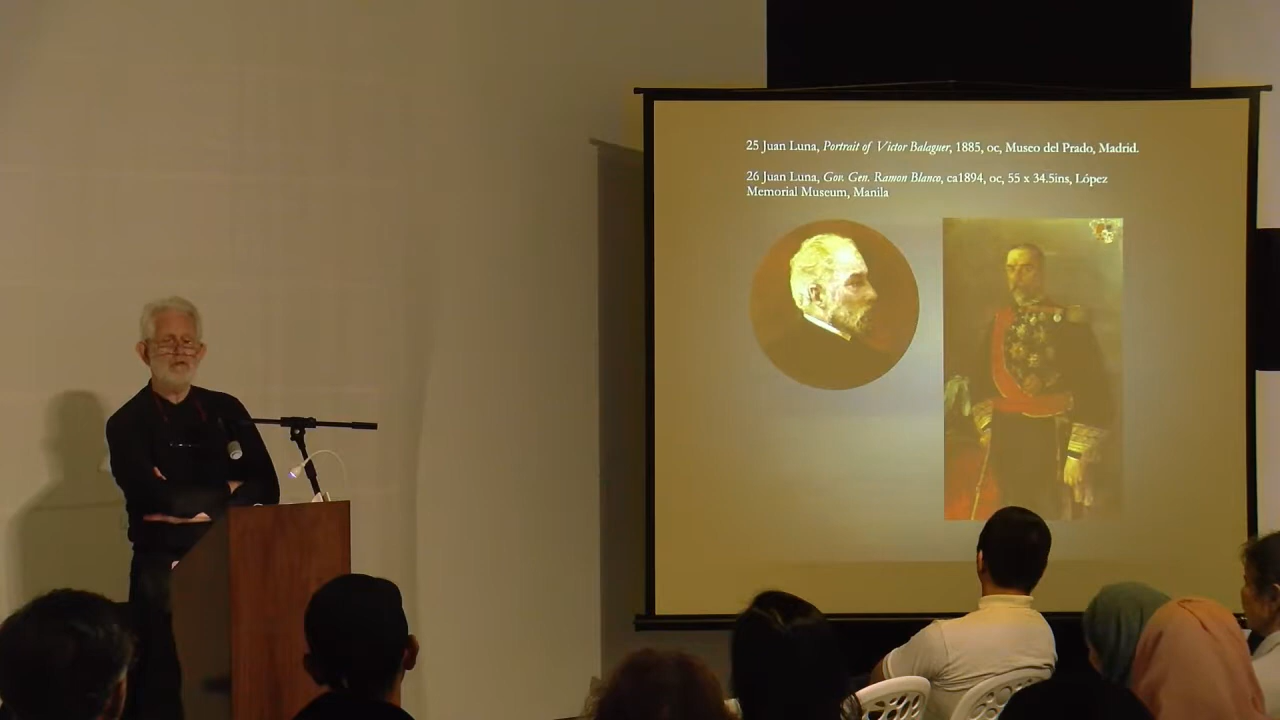 25 Juan Luna, Portrait of Victor Balaguer, 1885, oc, Museo del Prado, Madrid.
26 Juan Luna, Gov. Gen. Ramon Blanco, ca1894, oc, 55 x 34.5ins, López
Memorial Museum, Manila